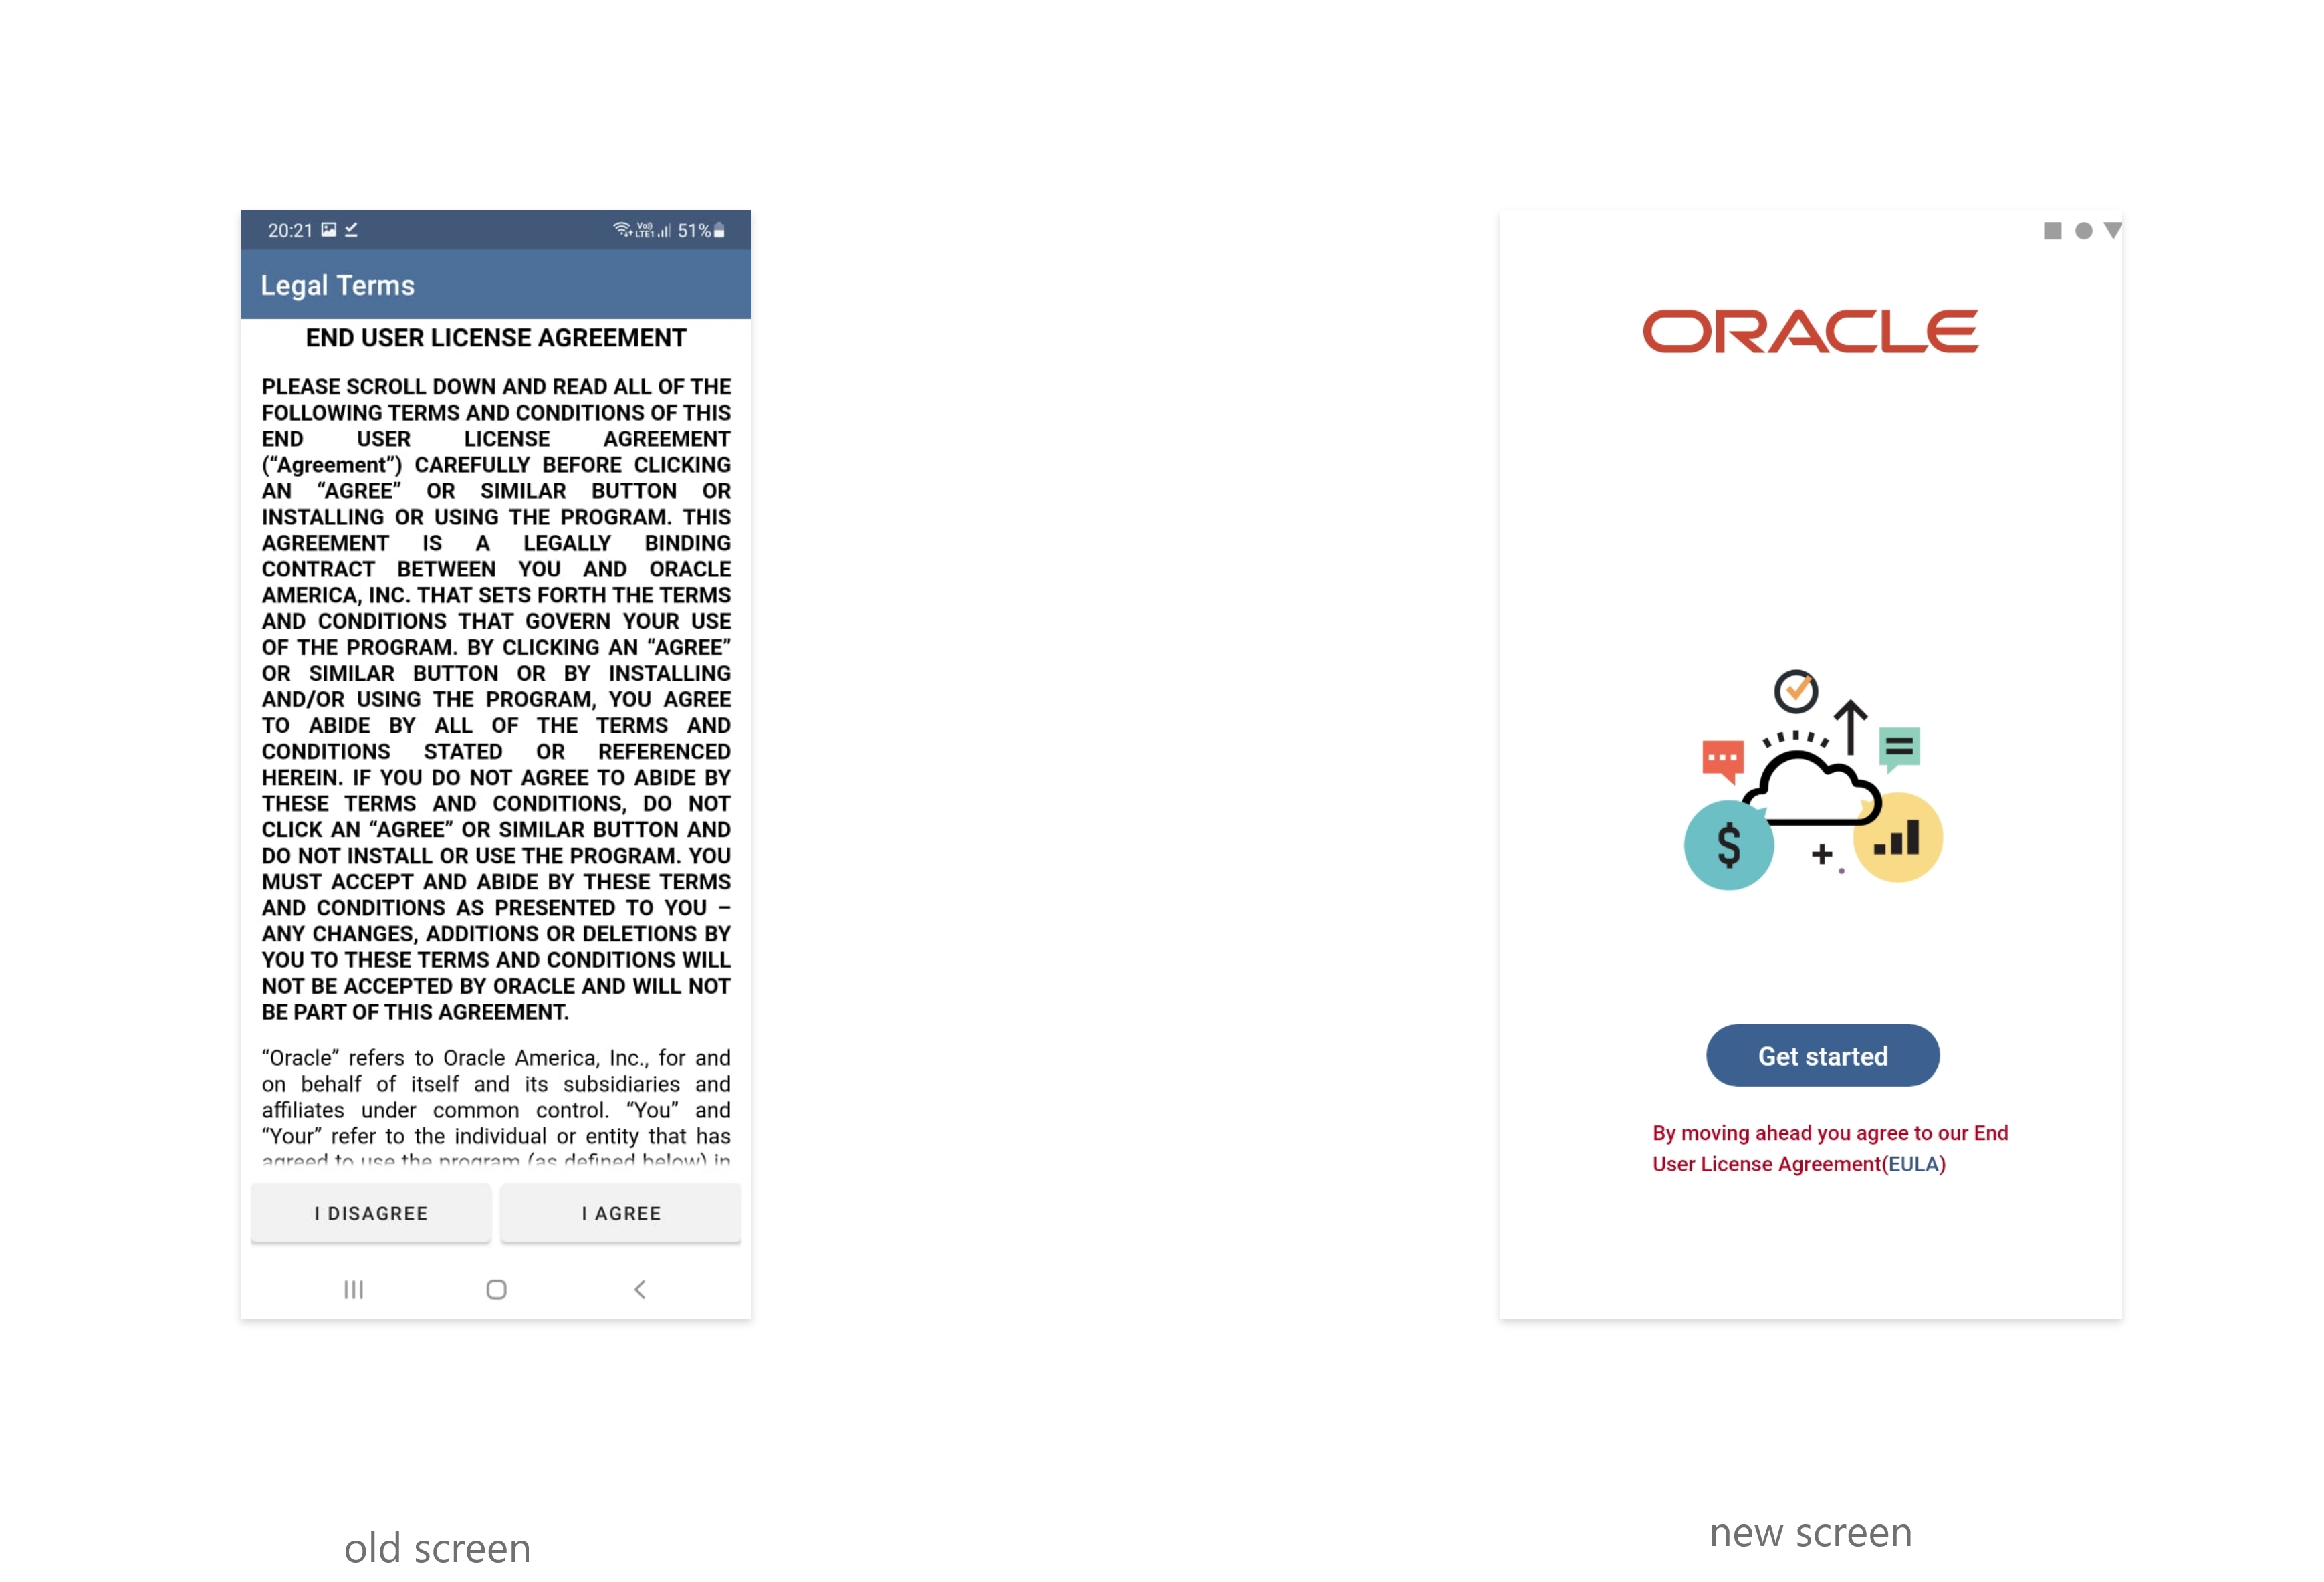 20:21
Vo))
LTE1
51%
Legal Terms
END USER LICENSE AGREEMENT
PLEASE SCROLL DOWN AND READ ALL OF THE
FOLLOWING TERMS AND CONDITIONS OF THIS
END USER LICENSE AGREEMENT
(“Agreement”) CAREFULLY BEFORE CLICKING
AN “AGREE” OR SIMILAR BUTTON OR
INSTALLING OR USING THE PROGRAM. THIS
AGREEMENT IS A LEGALLY BINDING
CONTRACT BETWEEN YOU AND ORACLE
AMERICA, INC. THAT SETS FORTH THE TERMS
AND CONDITIONS THAT GOVERN YOUR USE
OF THE PROGRAM. BY CLICKING AN “AGREE”
OR SIMILAR BUTTON OR BY INSTALLING
AND/OR USING THE PROGRAM, YOU AGREE
TO ABIDE BY ALL OF THE TERMS AND
CONDITIONS STATED OR REFERENCED
HEREIN. IF YOU DO NOT AGREE TO ABIDE BY
THESE TERMS AND CONDITIONS, DO NOT
CLICK AN “AGREE” OR SIMILAR BUTTON AND
DO NOT INSTALL OR USE THE PROGRAM. YOU
MUST ACCEPT AND ABIDE BY THESE TERMS
AND CONDITIONS AS PRESENTED TO YOU –
ANY CHANGES, ADDITIONS OR DELETIONS BY
YOU TO THESE TERMS AND CONDITIONS WILL
NOT BE ACCEPTED BY ORACLE AND WILL NOT
BE PART OF THIS AGREEMENT.
“Oracle” refers to Oracle America, Inc., for and
on behalf of itself and its subsidiaries and
affiliates under common control. “You” and
“Your” refer to the individual or entity that has
agreed to use the program (as defined below) in
I DISAGREE
I AGREE
old screen
ORACLE
$
Get started
By moving ahead you agree to our End
User License Agreement(EULA)
new screen